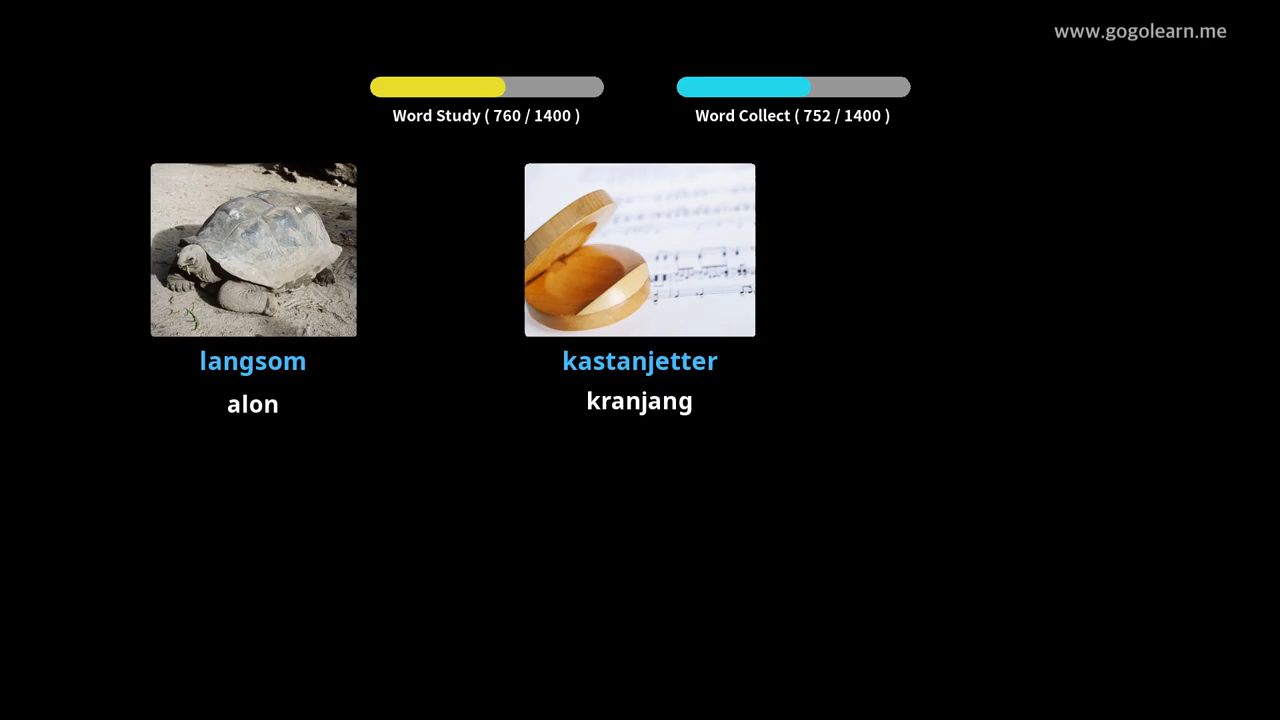 www.gogolearn.me
Word Study ( 760 / 1400 )
Word Collect ( 752 / 1400 )
langsom
alon
kastanjetter
kranjang